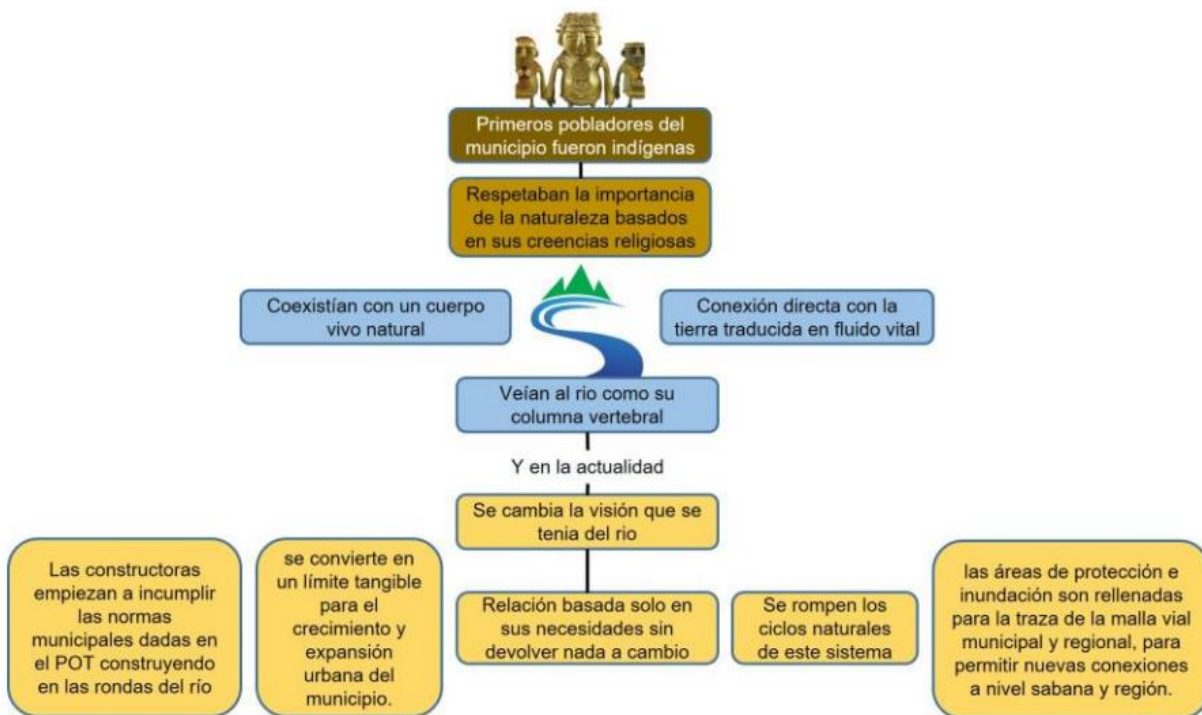 Primeros pobladores del
municipio fueron indígenas
Respetaban la importancia
de la naturaleza basados
en sus creencias religiosas
Coexistían con un cuerpo
vivo natural
Conexión directa con la
tierra traducida en fluido vital
Veían al rio como su
columna vertebral
Y en la actualidad
Se cambia la visión que se
tenia del rio
Las constructoras
empiezan a incumplir
las normas
municipales dadas en
el POT construyendo
en las rondas del río
se convierte en
un límite tangible
para el
crecimiento y
expansión
urbana del
municipio.
Relación basada solo en
sus necesidades sin
devolver nada a cambio
Se rompen los
ciclos naturales
de este sistema
las áreas de protección e
inundación son rellenadas
para la traza de la malla vial
municipal y regional, para
permitir nuevas conexiones
a nivel sabana y región.